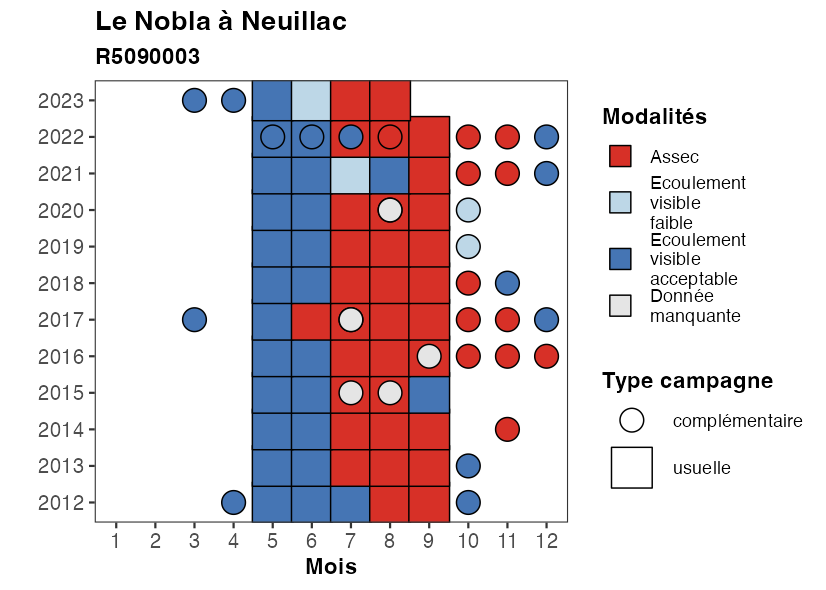 Le Nobla à Neuillac
R5090003
2023
2022
2021
2020
2019
2018
2017
2016
2015
2014
2013
2012
1 2 3 4 5 6 7 8 9 10 11 12
Mois
Modalités
Assec
Ecoulement
visible
faible
Ecoulement
visible
acceptable
Donnée
manquante
Type campagne
complémentaire
usuelle